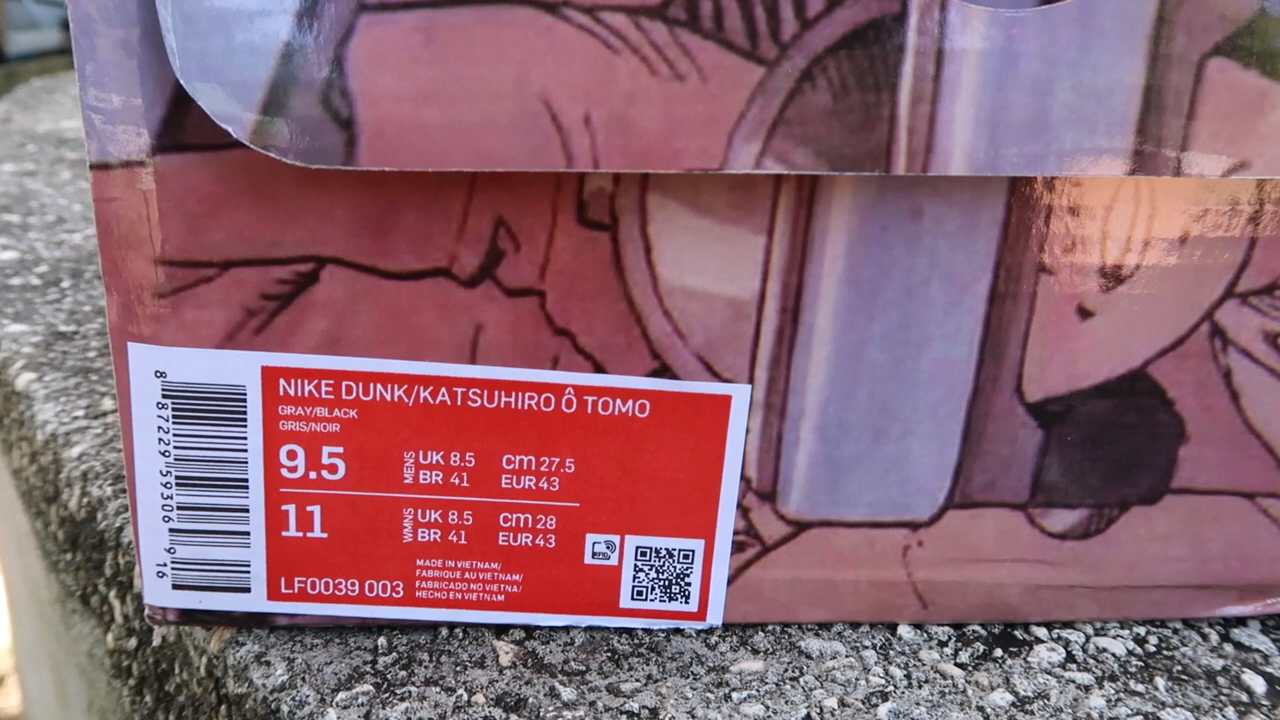 NIKE DUNK/KATSUHIRO Ô TOMO
GRAY/BLACK
GRIS/NOIR
9.5 MENS UK 8.5 cm 27.5
BR 41 EUR 43
11 WMNS UK 8.5 cm 28
BR 41 EUR 43
LF0039 003
MADE IN VIETNAM/
FABRIQUE AU VIETNAM/
FABRICADO NO VIETNA/
HECHO EN VIETNAM
RFID
8 87229 59306 9 16